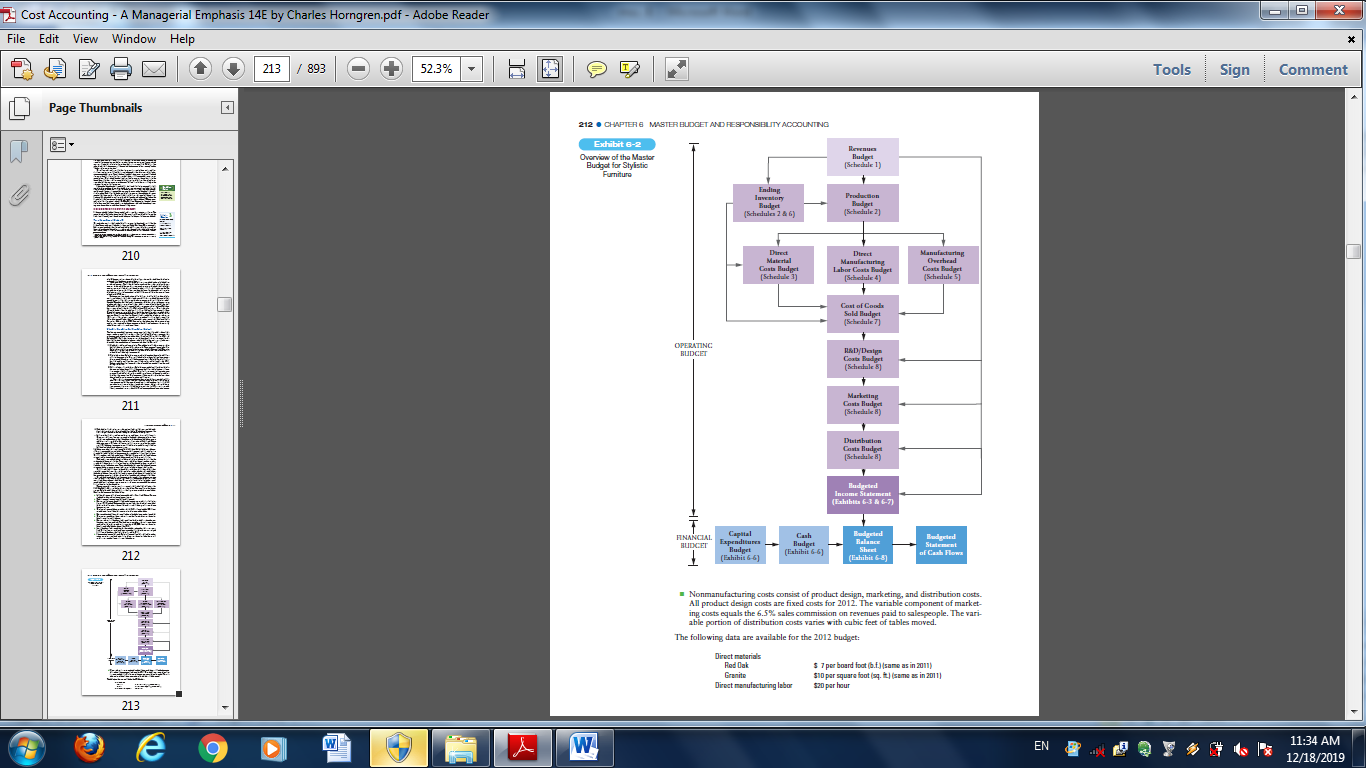 Cost Accounting - A Managerial Emphasis 14E by Charles Horngren.pdf - Adobe Reader
File Edit View Window Help
213 / 893
52.3%
Tools Sign Comment
Page Thumbnails
210
211
212
213
212 ● CHAPTER 6 MASTER BUDGET AND RESPONSIBILITY ACCOUNTING
Exhibit 6-2
Overview of the Master
Budget for Stylistic
Furniture
OPERATING
BUDGET
FINANCIAL
BUDGET
Revenues
Budget
(Schedule 1)
Ending
Inventory
Budget
(Schedules 2 & 6)
Production
Budget
(Schedule 2)
Direct
Material
Costs Budget
(Schedule 3)
Direct
Manufacturing
Labor Costs Budget
(Schedule 4)
Manufacturing
Overhead
Costs Budget
(Schedule 5)
Cost of Goods
Sold Budget
(Schedule 7)
R&D/Design
Costs Budget
(Schedule 8)
Marketing
Costs Budget
(Schedule 8)
Distribution
Costs Budget
(Schedule 8)
Budgeted
Income Statement
(Exhibits 6-3 & 6-7)
Capital
Expenditures
Budget
(Exhibit 6-6)
Cash
Budget
(Exhibit 6-6)
Budgeted
Balance
Sheet
(Exhibit 6-8)
Budgeted
Statement
of Cash Flows
■ Nonmanufacturing costs consist of product design, marketing, and distribution costs.
All product design costs are fixed costs for 2012. The variable component of market-
ing costs equals the 6.5% sales commission on revenues paid to salespeople. The vari-
able portion of distribution costs varies with cubic feet of tables moved.
The following data are available for the 2012 budget:
Direct materials
Red Oak $ 7 per board foot (b.f.) (same as in 2011)
Granite $10 per square foot (sq. ft.) (same as in 2011)
Direct manufacturing labor $20 per hour
EN
11:34 AM
12/18/2019